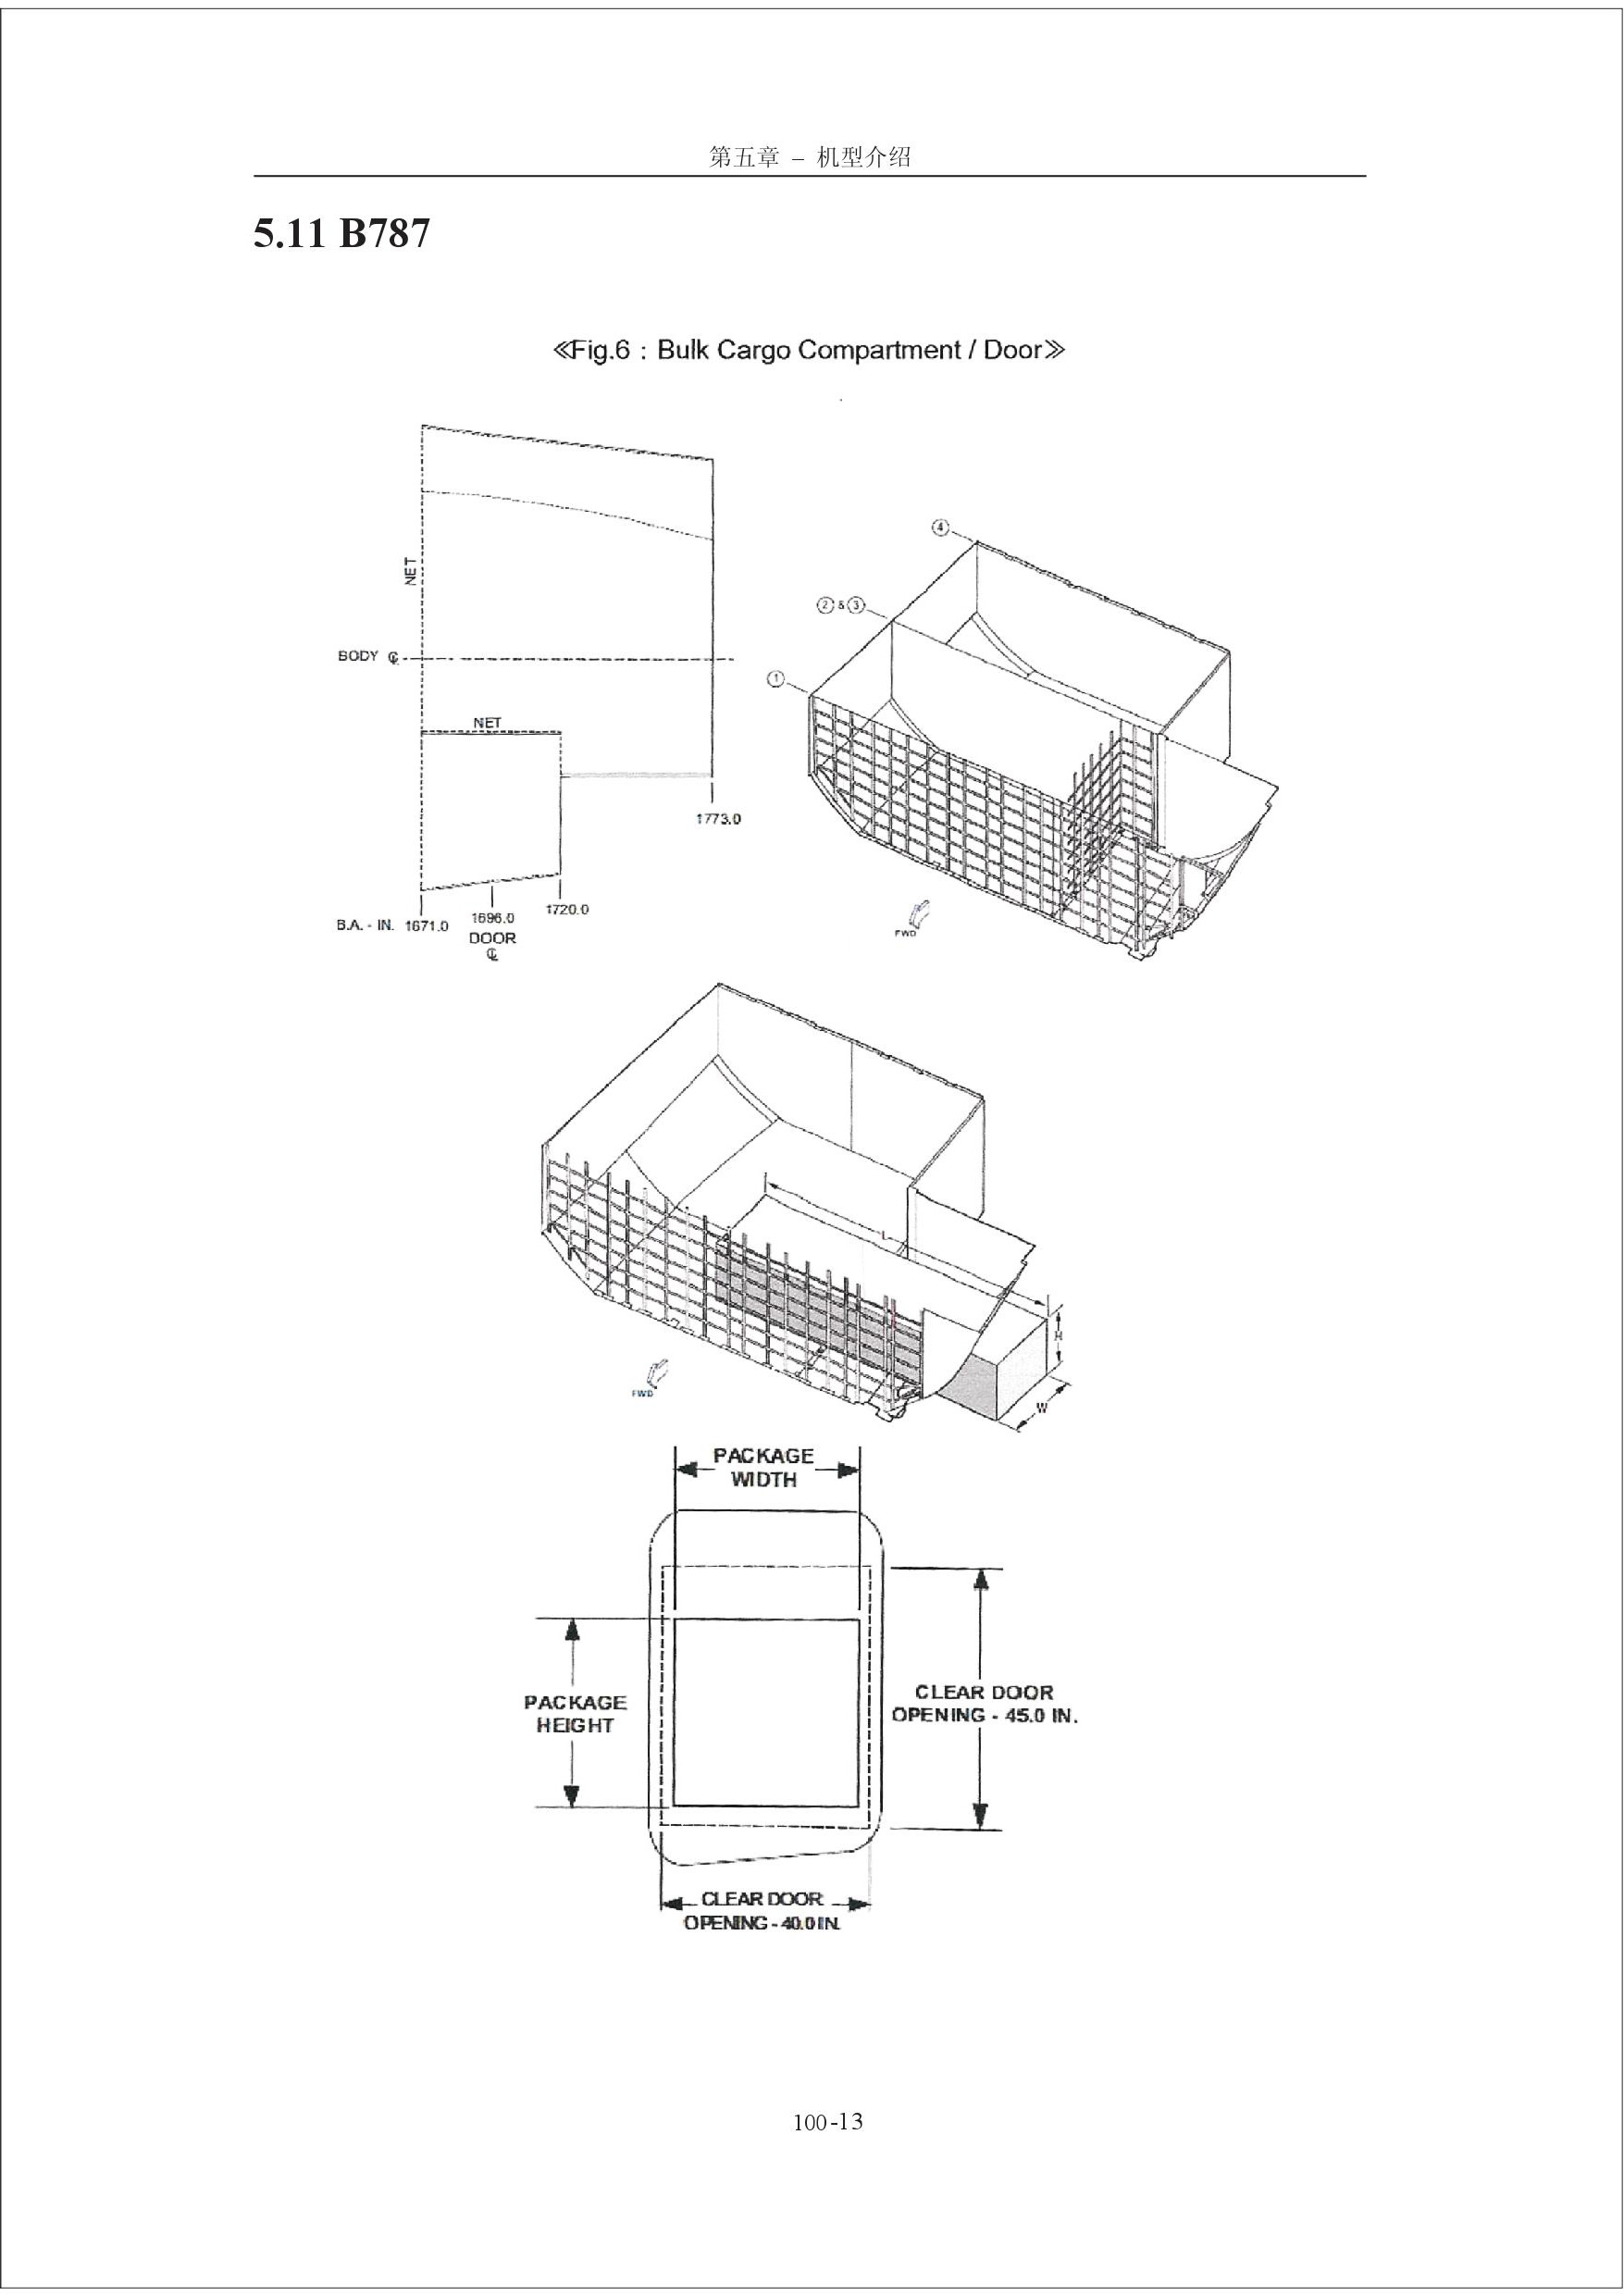 第五章 – 机型介绍
5.11 B787
≪Fig.6 : Bulk Cargo Compartment / Door≫
NET
BODY ℄
NET
1773.0
B.A. - IN. 1671.0
1696.0
1720.0
DOOR
℄
④
② & ③
①
FWD
L
H
W
FWD
PACKAGE
WIDTH
PACKAGE
HEIGHT
CLEAR DOOR
OPENING - 45.0 IN.
CLEAR DOOR
OPENING - 40.0 IN.
100-13